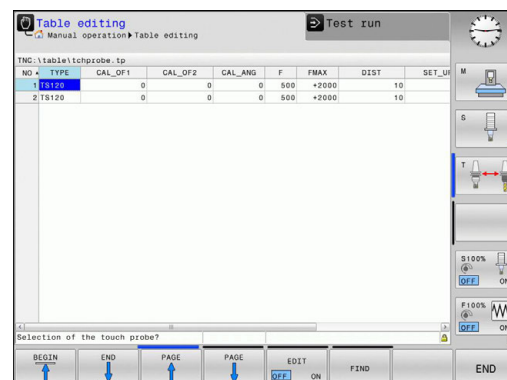 Table editing
Test run
Manual operation Table editing
TNC:\table\tchprobe.tp
NO TYPE CAL_OF1 CAL_OF2 CAL_ANG F FMAX DIST
1 TS120 0 0 0 500 +2000 10
2 TS120 0 0 0 500 +2000 10
M
S
T
S100%
OFF
F100%
OFF
Selection of the touch probe?
BEGIN END PAGE PAGE EDIT FIND END
OFF ON